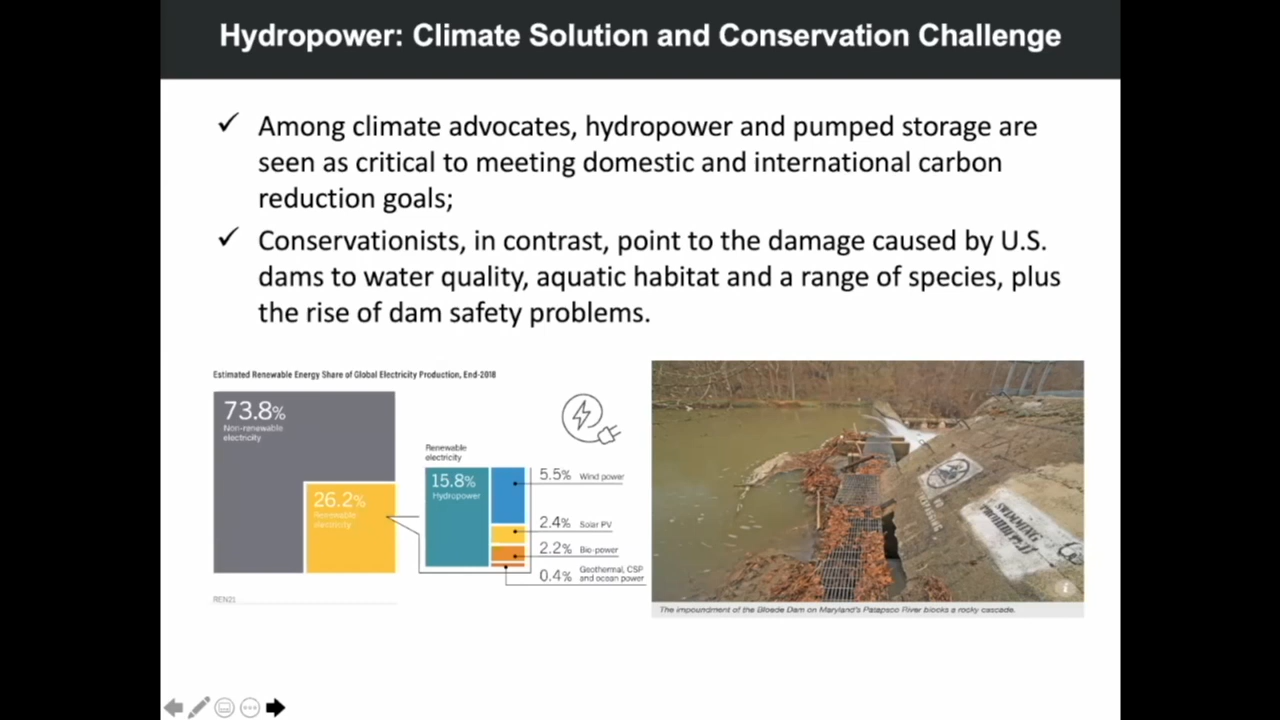 Hydropower: Climate Solution and Conservation Challenge
✓ Among climate advocates, hydropower and pumped storage are
seen as critical to meeting domestic and international carbon
reduction goals;
✓ Conservationists, in contrast, point to the damage caused by U.S.
dams to water quality, aquatic habitat and a range of species, plus
the rise of dam safety problems.
Estimated Renewable Energy Share of Global Electricity Production, End-2018
73.8%
Non-renewable
electricity
26.2%
Renewable
electricity
Renewable
electricity
15.8%
Hydropower
5.5% Wind power
2.4% Solar PV
2.2% Bio-power
0.4% Geothermal, CSP
and ocean power
REN21
SWIMMING
PROHIBITED
i
The impoundment of the Bloede Dam on Maryland's Patapsco River blocks a rocky cascade.